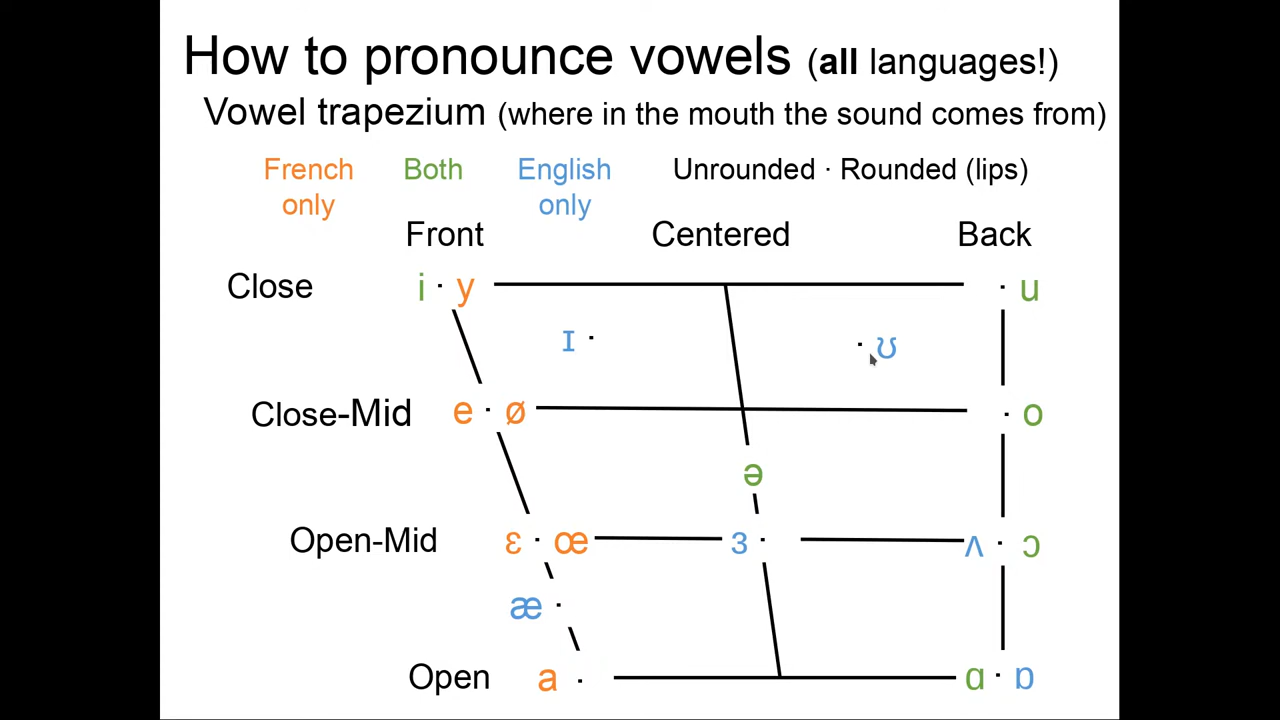 How to pronounce vowels (all languages!)
Vowel trapezium (where in the mouth the sound comes from)
French Both English Unrounded · Rounded (lips)
only only
Front Centered Back
Close i · y · u
ɪ · · ʊ
Close-Mid e · ø · o
ə
Open-Mid ɛ · œ ɜ · ʌ · ɔ
æ ·
Open a · ɑ · ɒ